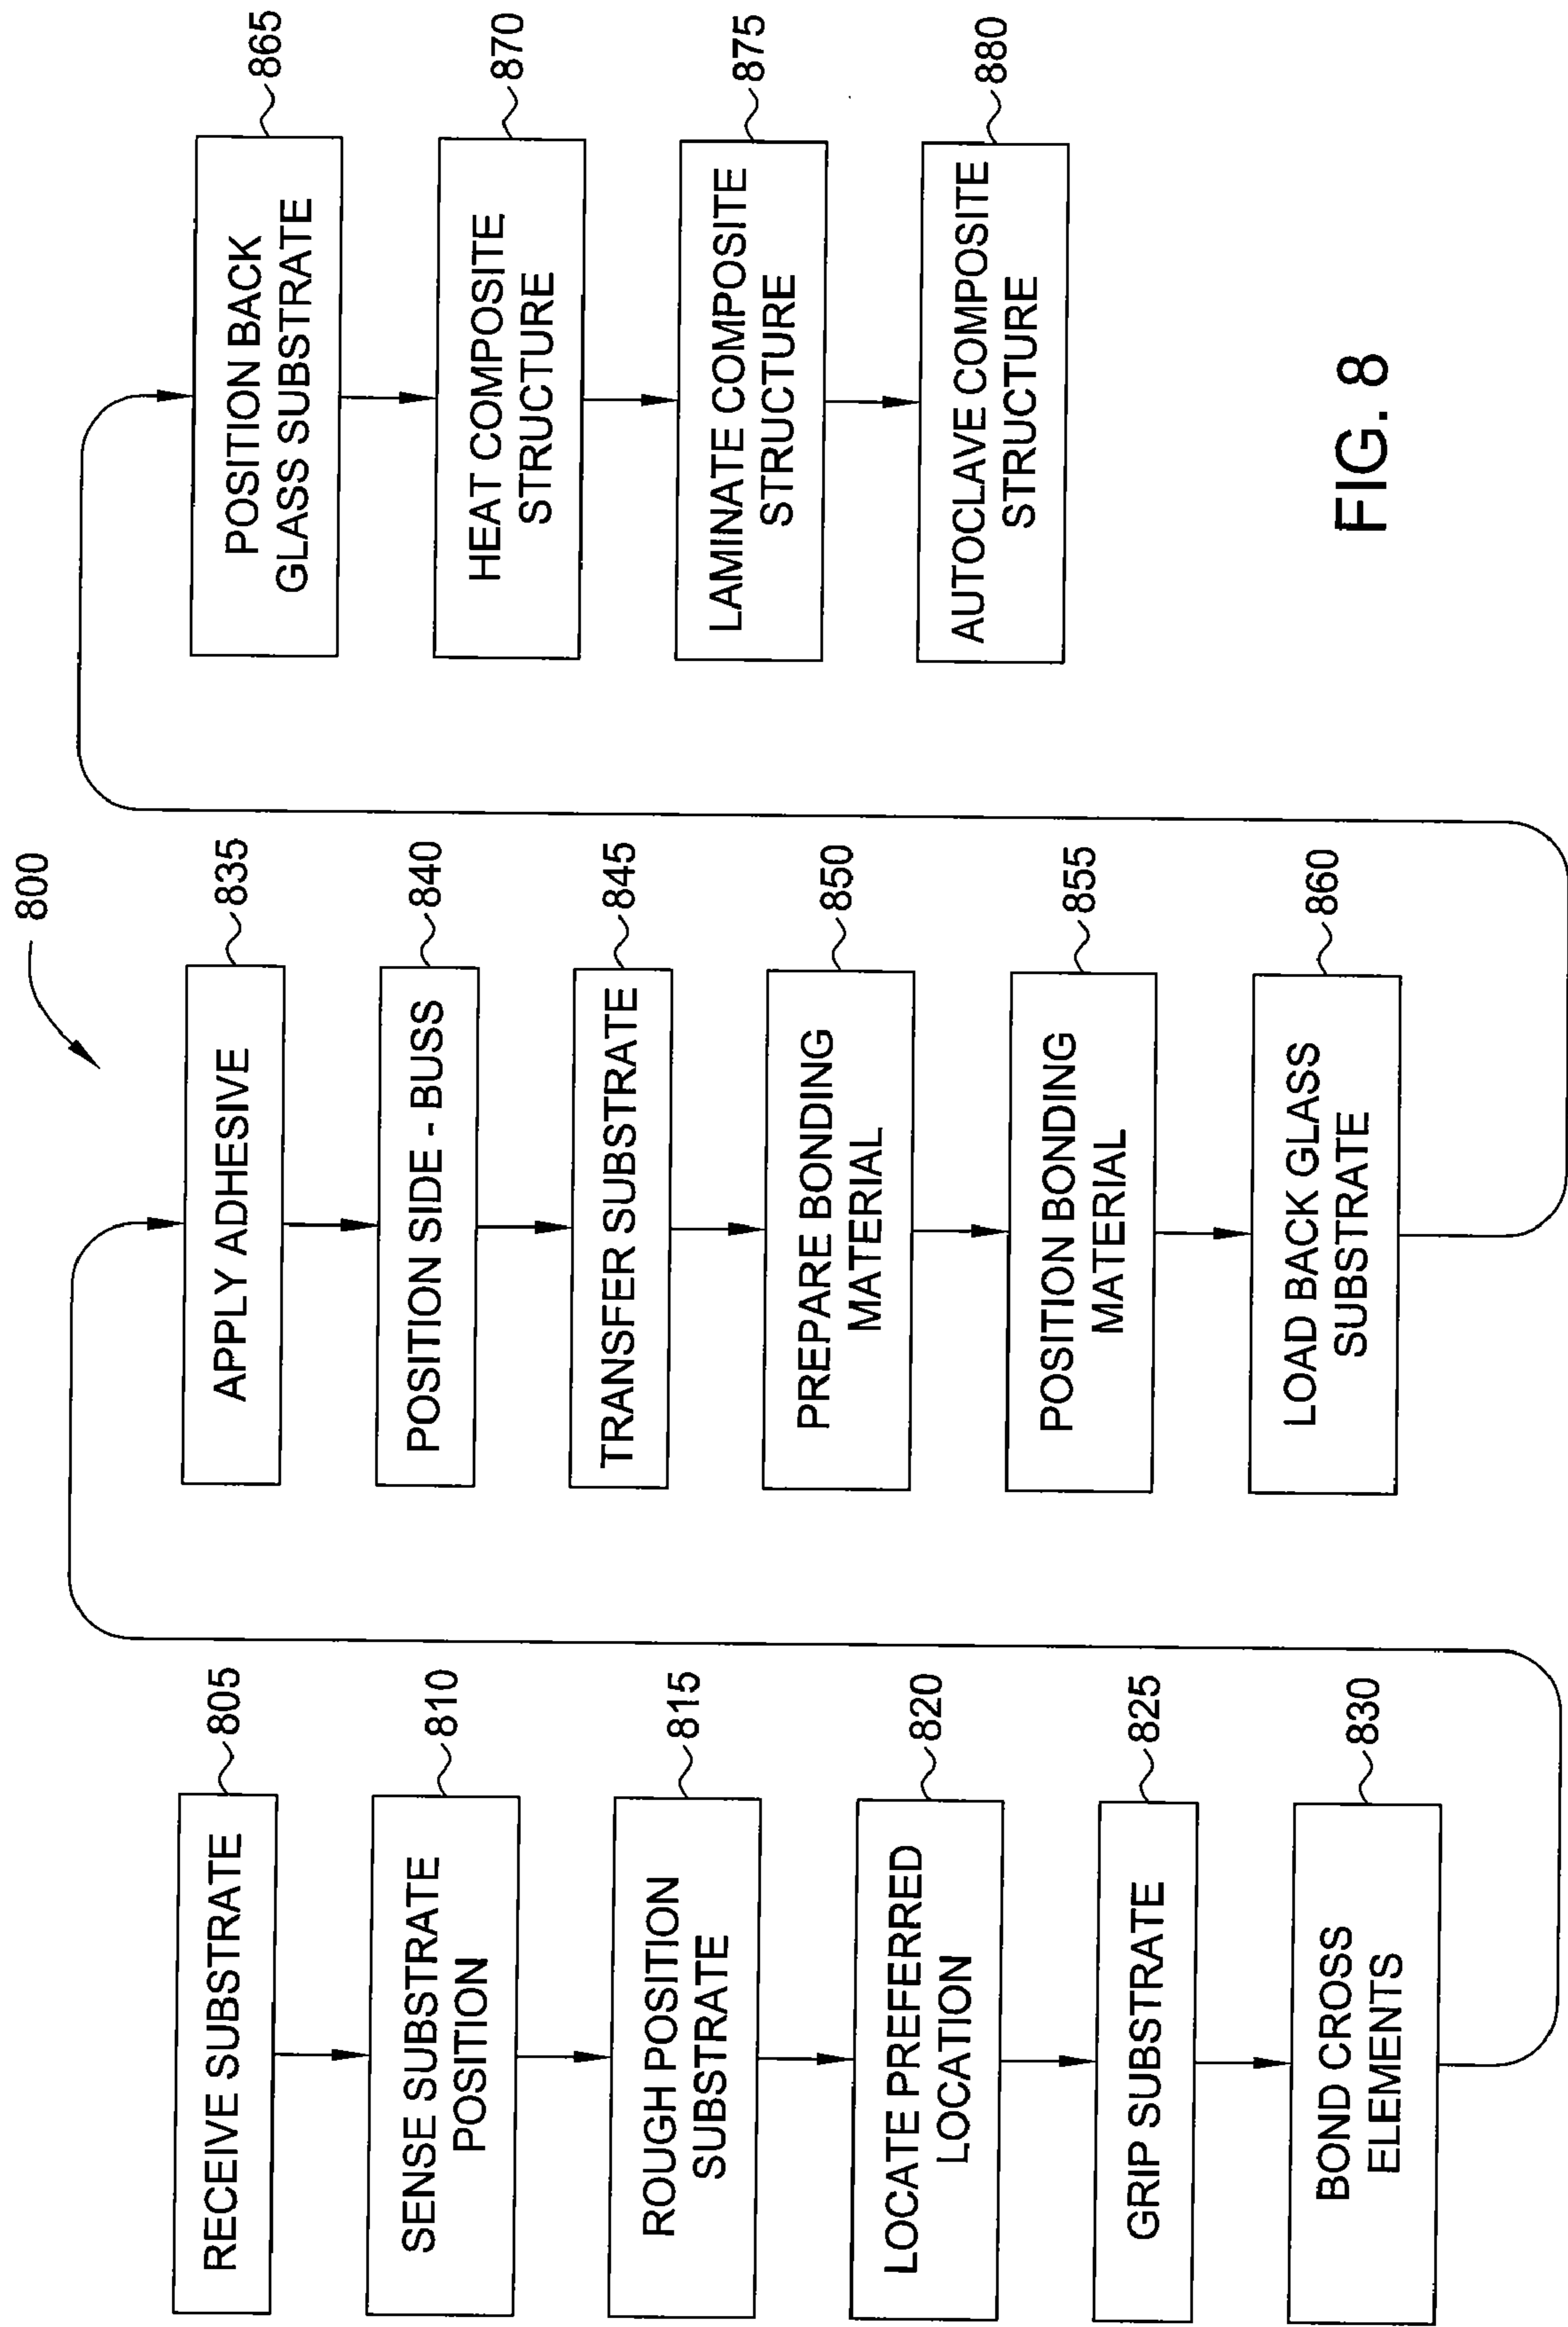 800
RECEIVE SUBSTRATE
805
SENSE SUBSTRATE
POSITION
810
ROUGH POSITION
SUBSTRATE
815
LOCATE PREFERRED
LOCATION
820
GRIP SUBSTRATE
825
BOND CROSS
ELEMENTS
830
APPLY ADHESIVE
835
POSITION SIDE - BUSS
840
TRANSFER SUBSTRATE
845
PREPARE BONDING
MATERIAL
850
POSITION BONDING
MATERIAL
855
LOAD BACK GLASS
SUBSTRATE
860
POSITION BACK
GLASS SUBSTRATE
865
HEAT COMPOSITE
STRUCTURE
870
LAMINATE COMPOSITE
STRUCTURE
875
AUTOCLAVE COMPOSITE
STRUCTURE
880
FIG. 8